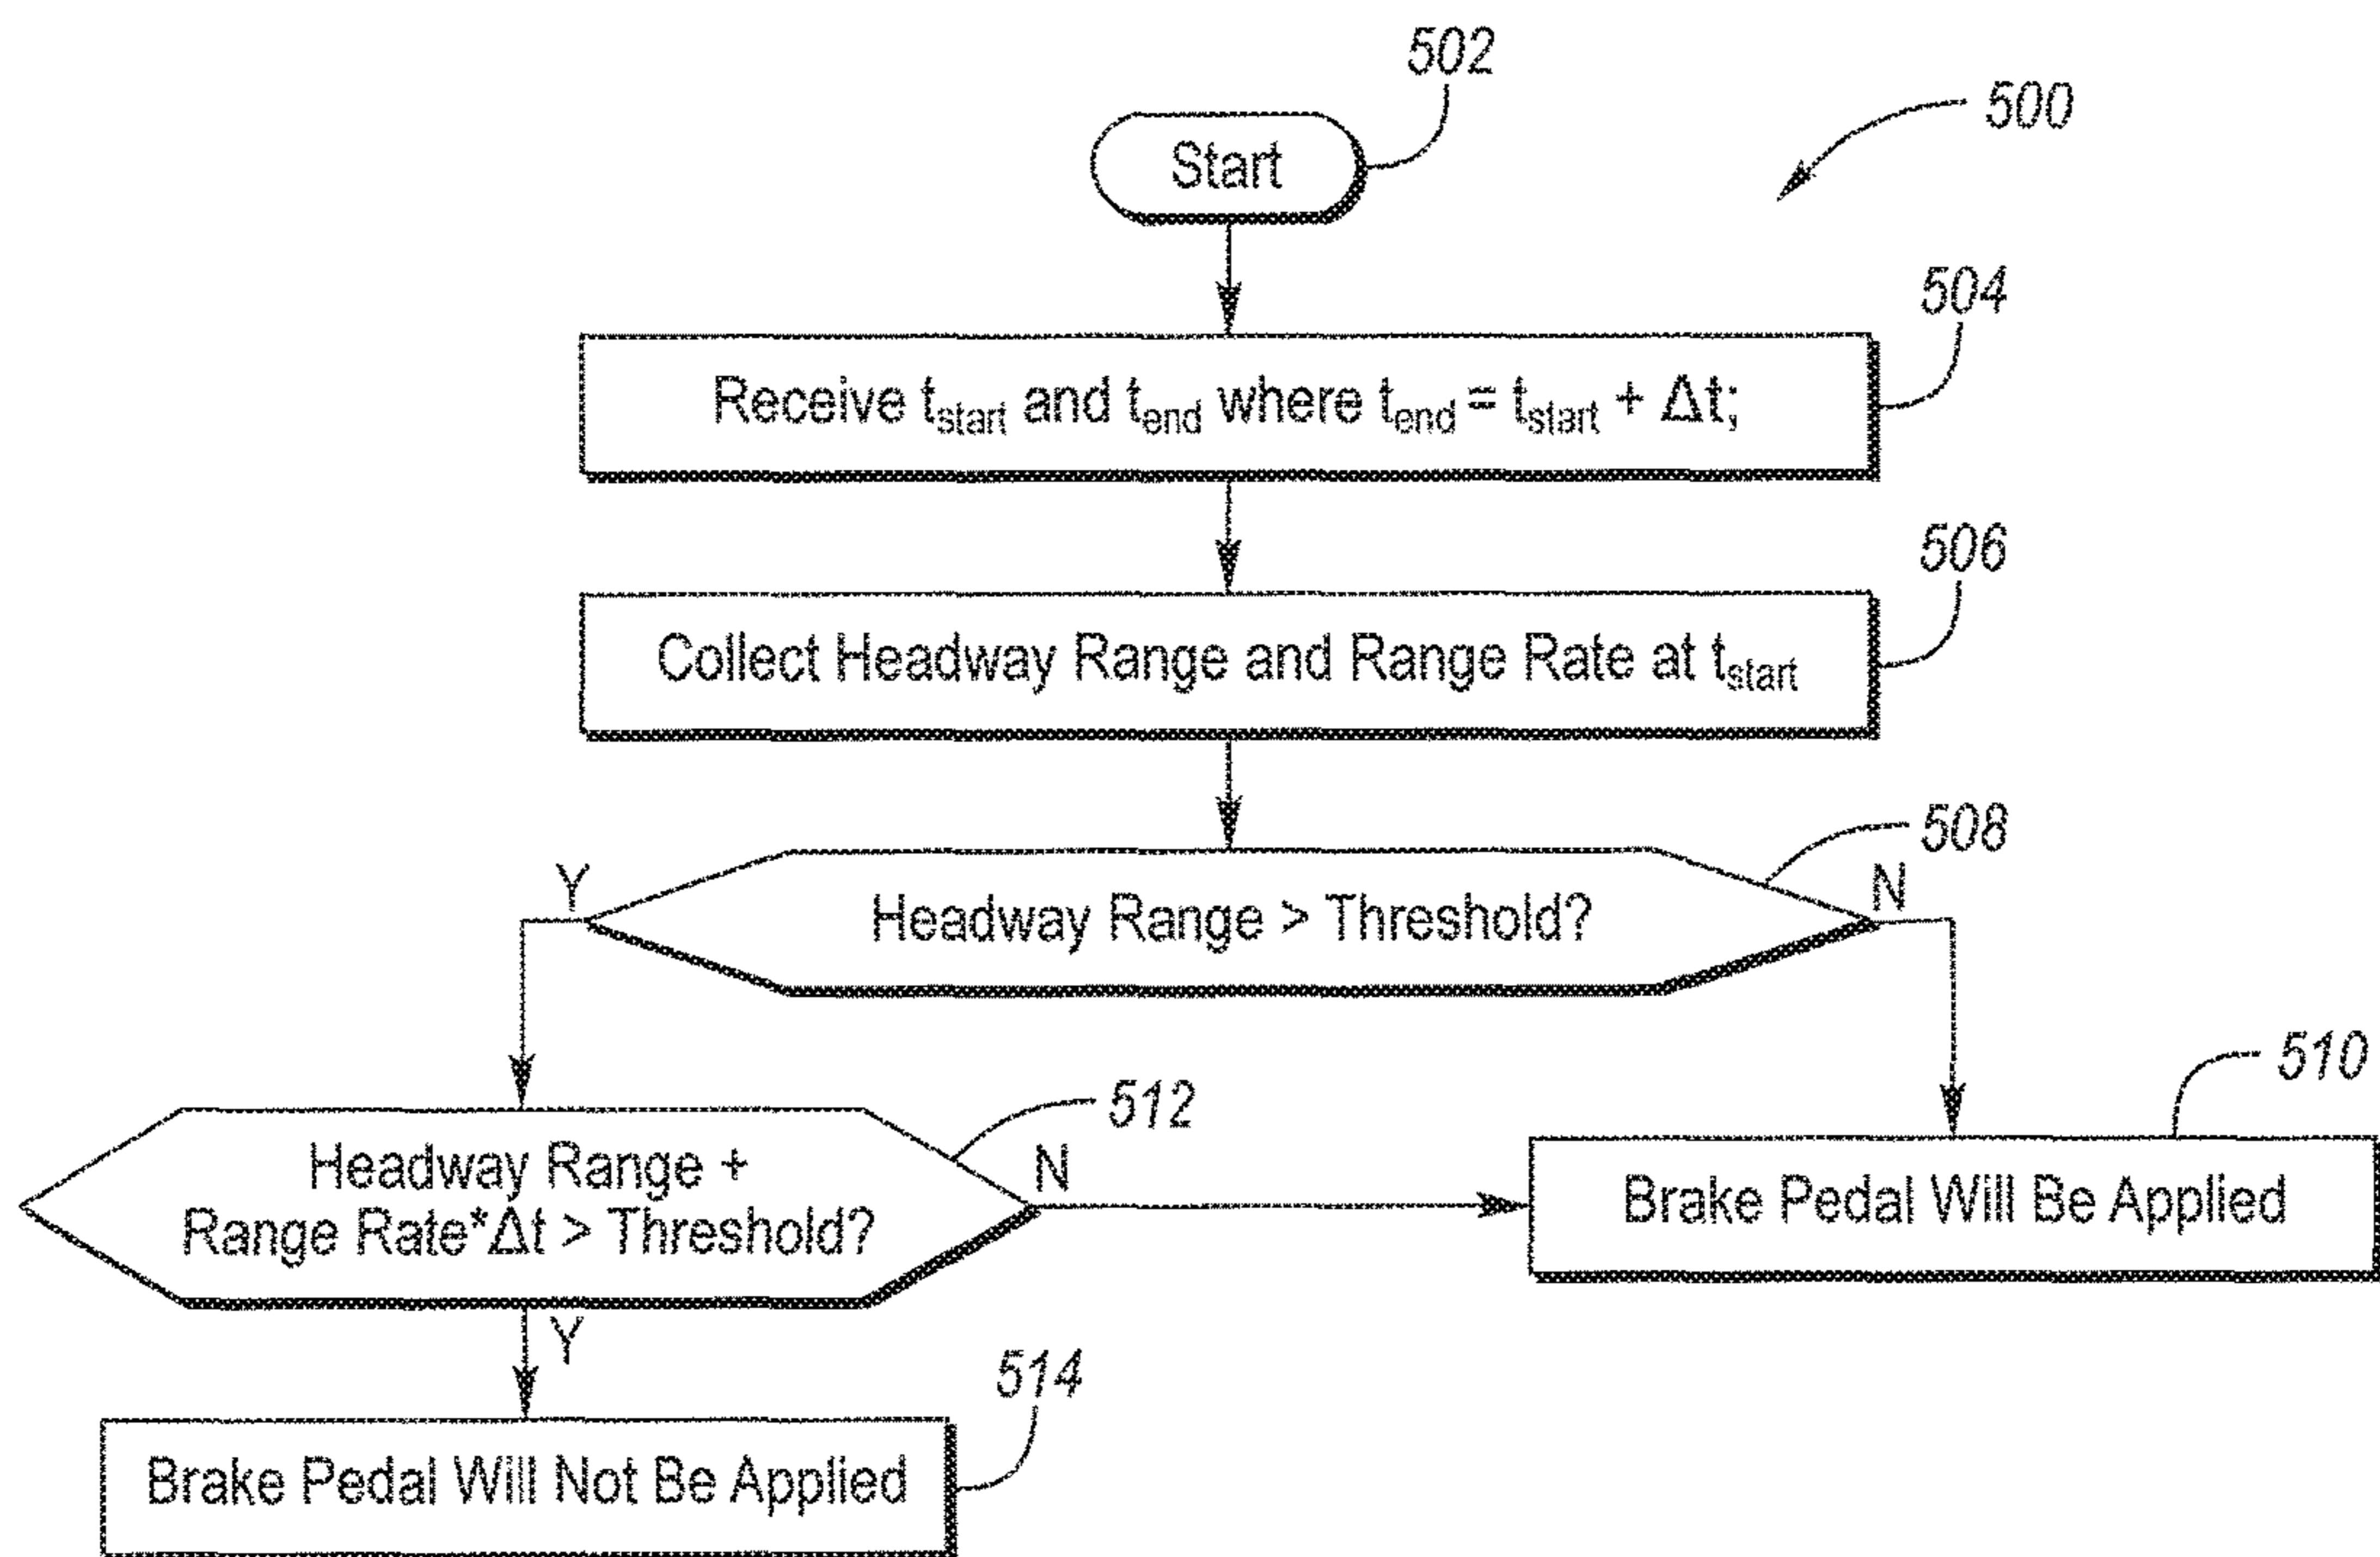 502
500
Start
504
Receive t_start and t_end where t_end = t_start + Δt;
506
Collect Headway Range and Range Rate at t_start
508
Y
N
Headway Range > Threshold?
510
512
Headway Range +
N
Brake Pedal Will Be Applied
Range Rate*Δt > Threshold?
Y
514
Brake Pedal Will Not Be Applied